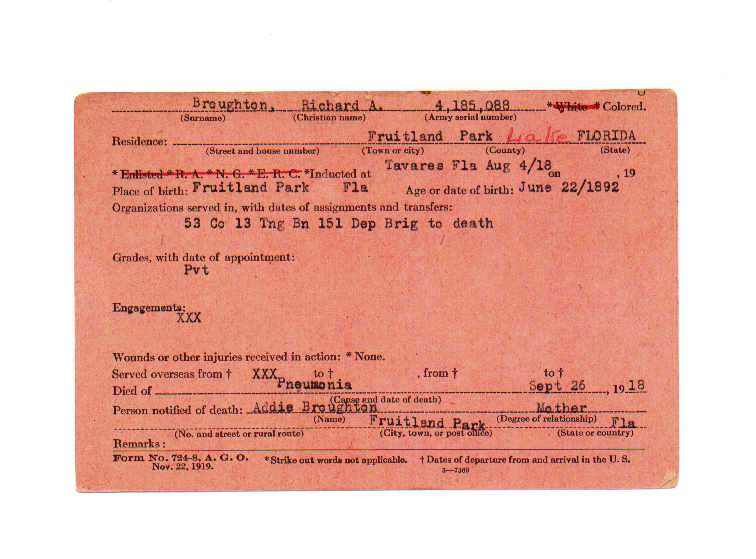 Broughton, Richard A. 4,185,088 *White * Colored.
(Surname) (Christian name) (Army serial number)
Residence: Fruitland Park Lake FLORIDA
(Street and house number) (Town or city) (County) (State)
* Enlisted * R. A. * N. G. * E. R. C. *Inducted at Tavares Fla Aug 4/18 on , 19
Place of birth: Fruitland Park Fla Age or date of birth: June 22/1892
Organizations served in, with dates of assignments and transfers:
53 Co 13 Tng Bn 151 Dep Brig to death
Grades, with date of appointment:
Pvt
Engagements:
XXX
Wounds or other injuries received in action: * None.
Served overseas from † XXX to † , from † to †
Died of Pneumonia Sept 26 , 19 18
(Cause and date of death)
Person notified of death: Addie Broughton Mother
(Name) (Degree of relationship)
Fruitland Park Fla
(No. and street or rural route) (City, town, or post office) (State or country)
Remarks:
Form No. 724-8, A. G. O. *Strike out words not applicable. † Dates of departure from and arrival in the U. S.
Nov. 22, 1919. 3—7369